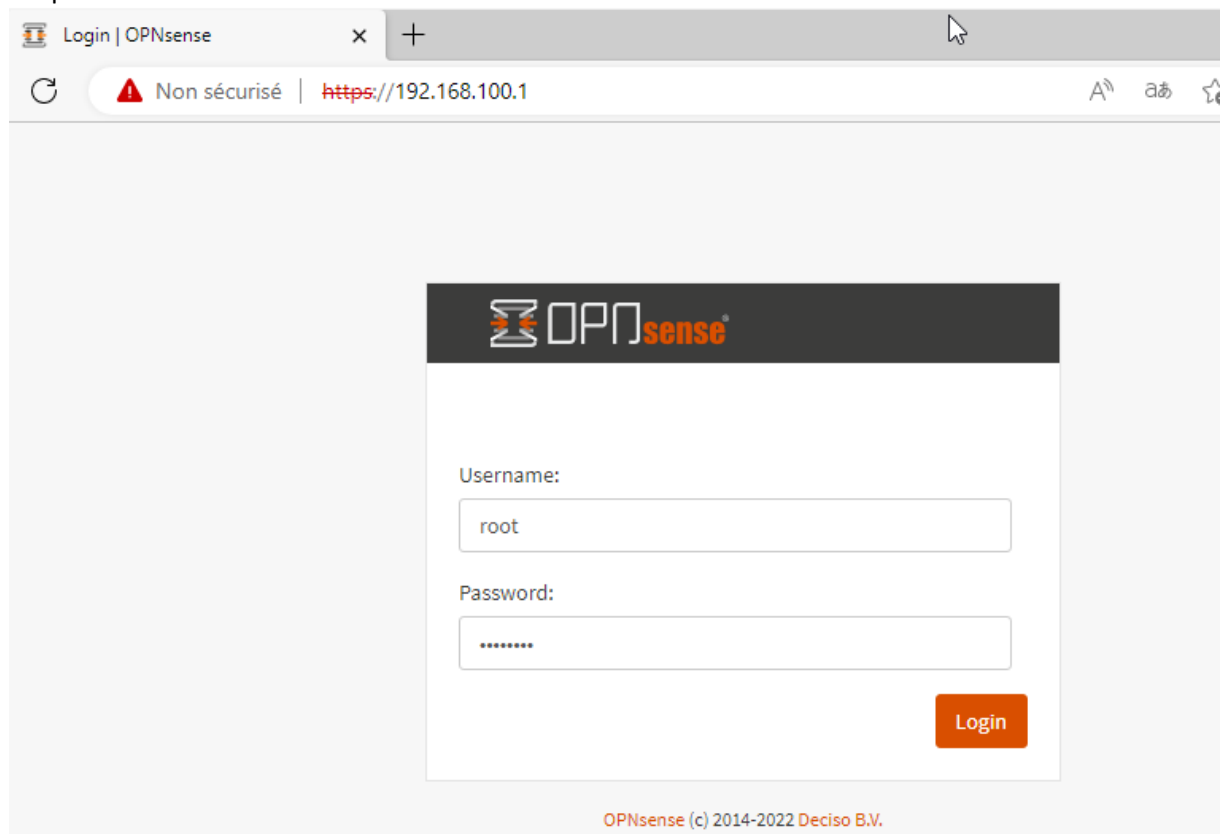 Login | OPNsense
Non sécurisé | https://192.168.100.1
OPNsense
Username:
root
Password:
••••••••
Login
OPNsense (c) 2014-2022 Deciso B.V.